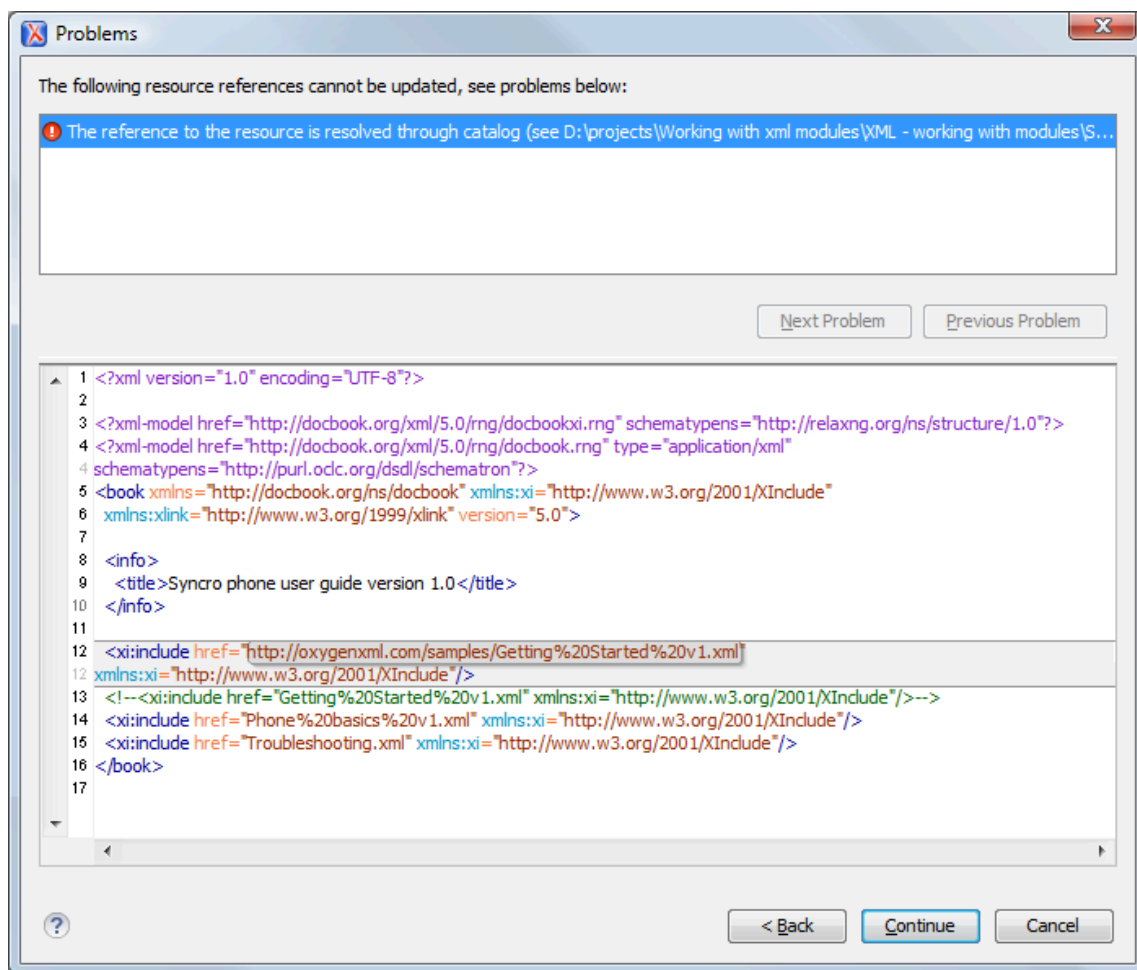 Problems
The following resource references cannot be updated, see problems below:
The reference to the resource is resolved through catalog (see D:\projects\Working with xml modules\XML - working with modules\S...
Next Problem Previous Problem
1 <?xml version="1.0" encoding="UTF-8"?>
2
3 <?xml-model href="http://docbook.org/xml/5.0/rng/docbookxi.rng" schematypens="http://relaxng.org/ns/structure/1.0"?>
4 <?xml-model href="http://docbook.org/xml/5.0/rng/docbook.rng" type="application/xml"
4 schematypens="http://purl.oclc.org/dsdl/schematron"?>
5 <book xmlns="http://docbook.org/ns/docbook" xmlns:xi="http://www.w3.org/2001/XInclude"
6 xmlns:xlink="http://www.w3.org/1999/xlink" version="5.0">
7
8 <info>
9 <title>Syncro phone user guide version 1.0</title>
10 </info>
11
12 <xi:include href="http://oxygenxml.com/samples/Getting%20Started%20v1.xml"
12 xmlns:xi="http://www.w3.org/2001/XInclude"/>
13 <!--<xi:include href="Getting%20Started%20v1.xml" xmlns:xi="http://www.w3.org/2001/XInclude"/>-->
14 <xi:include href="Phone%20basics%20v1.xml" xmlns:xi="http://www.w3.org/2001/XInclude"/>
15 <xi:include href="Troubleshooting.xml" xmlns:xi="http://www.w3.org/2001/XInclude"/>
16 </book>
17
? < Back Continue Cancel